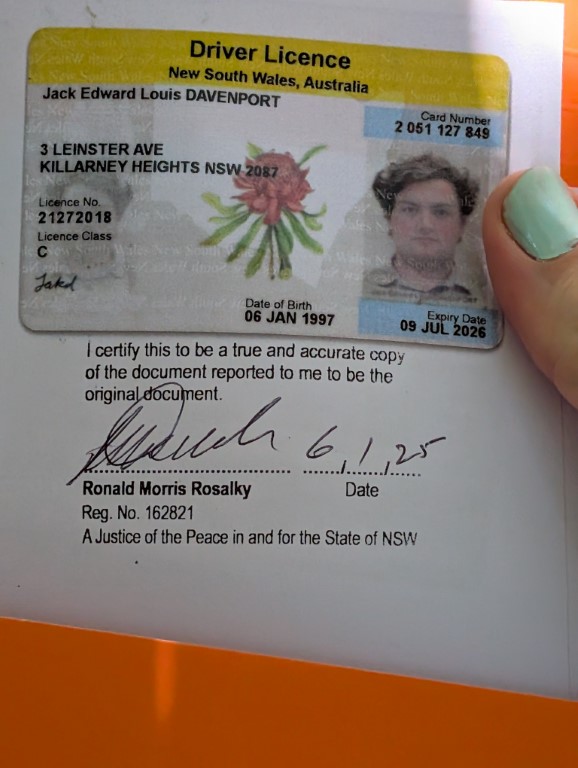 Driver Licence
New South Wales, Australia
Jack Edward Louis DAVENPORT
Card Number
2 051 127 849
3 LEINSTER AVE
KILLARNEY HEIGHTS NSW 2087
Licence No.
21272018
Licence Class
C
Date of Birth
06 JAN 1997
Expiry Date
09 JUL 2026
I certify this to be a true and accurate copy
of the document reported to me to be the
original document.
6,1,25
Ronald Morris Rosalky Date
Reg. No. 162821
A Justice of the Peace in and for the State of NSW